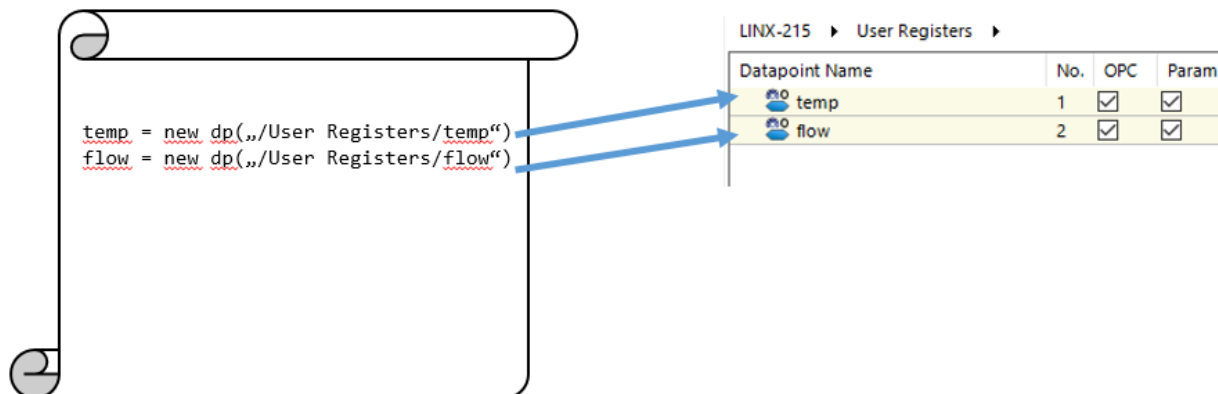 temp = new dp(„/User Registers/temp“)
flow = new dp(„/User Registers/flow“)
LINX-215 ▸ User Registers ▸
Datapoint Name No. OPC Param
temp 1
flow 2